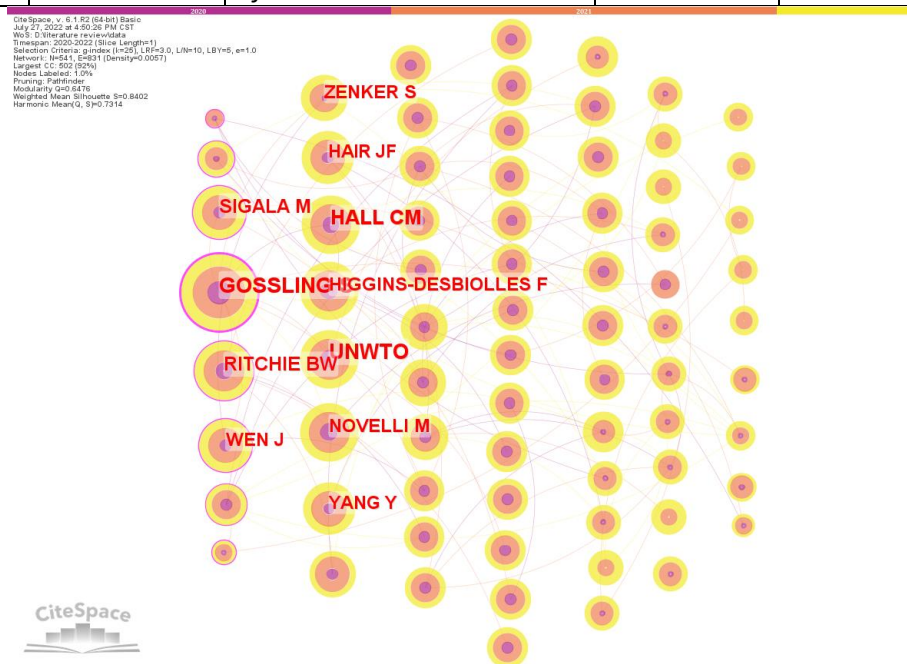 2020
2021
CiteSpace, v. 6.1.R2 (64-bit) Basic
July 27, 2022 at 4:50:26 PM CST
WoS: D:\literature review\data
Timespan: 2020-2022 (Slice Length=1)
Selection Criteria: g-index (k=25), LRF=3.0, L/N=10, LBY=5, e=1.0
Network: N=541, E=831 (Density=0.0057)
Largest CC: 502 (92%)
Nodes Labeled: 1.0%
Pruning: Pathfinder
Modularity Q=0.6476
Weighted Mean Silhouette S=0.8402
Harmonic Mean(Q, S)=0.7314
ZENKER S
HAIR JF
SIGALA M
HALL CM
GOSSLING S
HIGGINS-DESBIOLLES F
UNWTO
RITCHIE BW
NOVELLI M
WEN J
YANG Y
CiteSpace